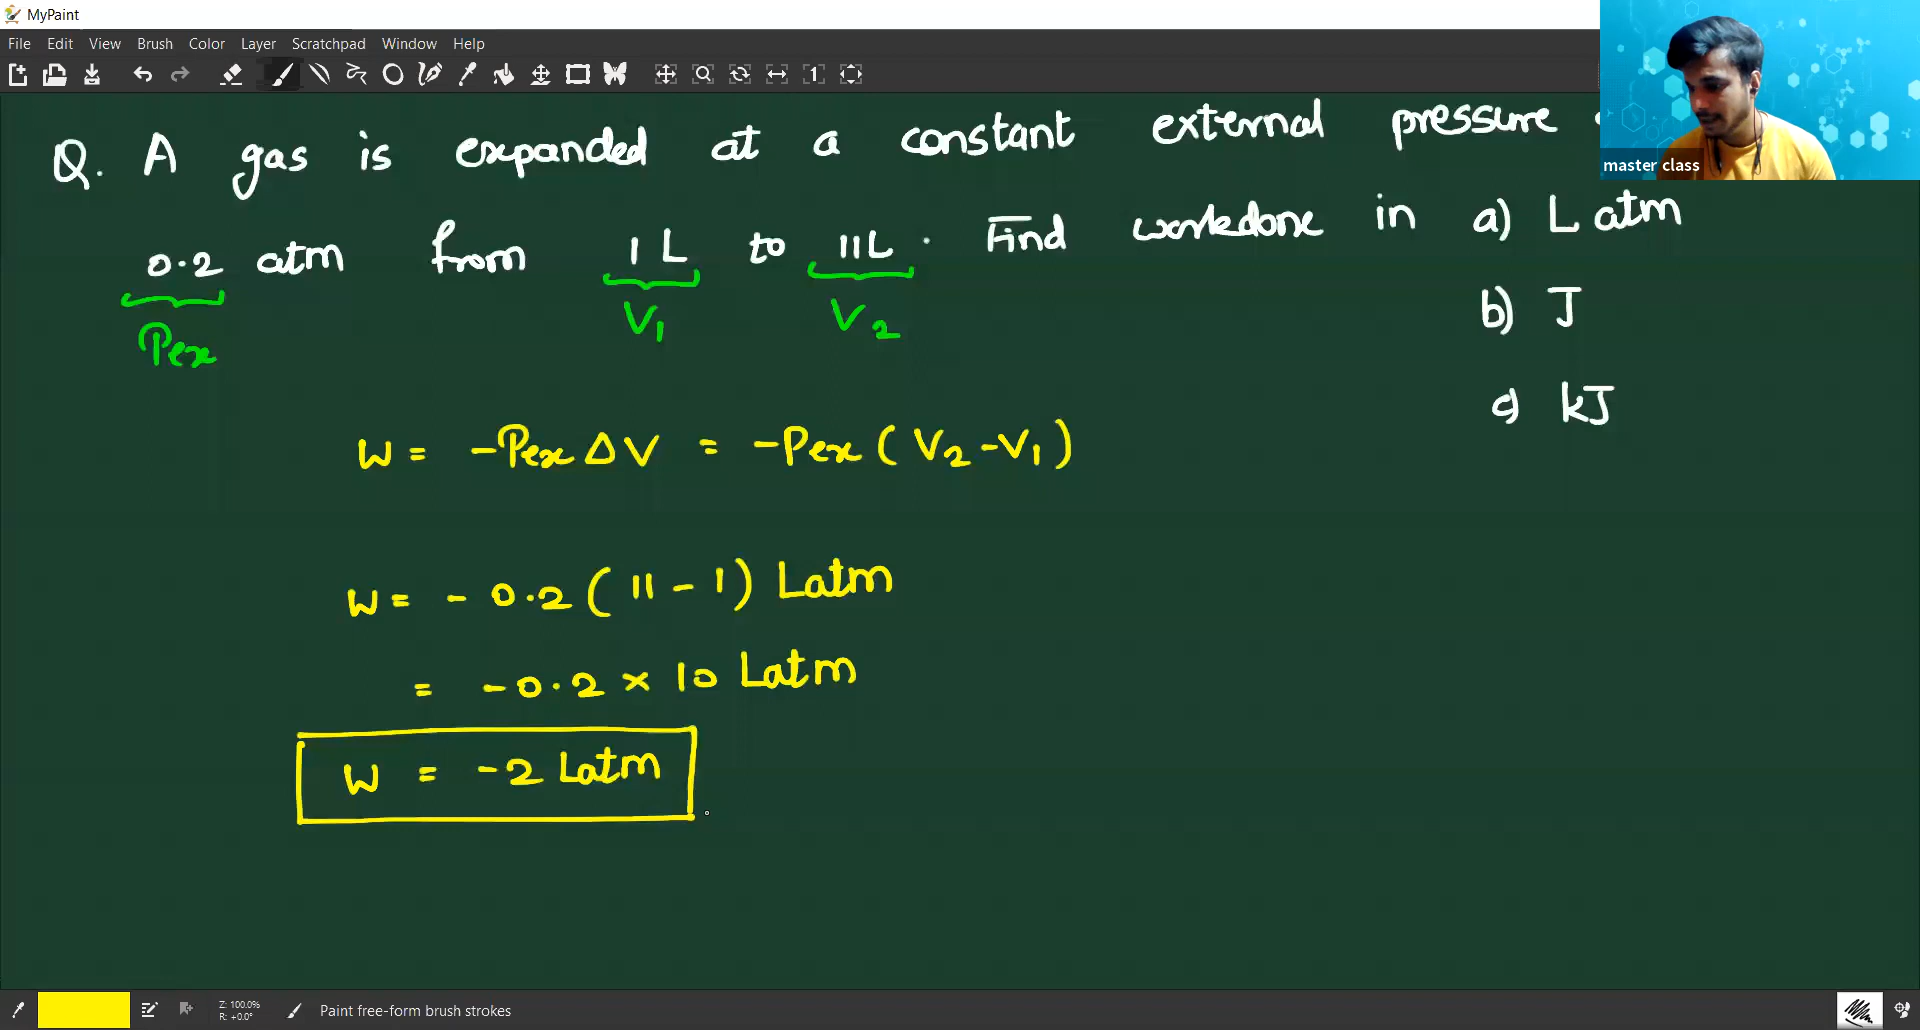 MyPaint
File Edit View Brush Color Layer Scratchpad Window Help
1
master class
Q. A gas is expanded at a constant external pressure
0.2 atm from 1 L to 11L. Find workdone in a) L atm
Pex V1 V2
b) J
c) kJ
W = -Pex ΔV = -Pex (V2-V1)
W = -0.2 (11-1) Latm
= -0.2 × 10 Latm
W = -2 Latm
Z: 100.0%
R: +0.0°
Paint free-form brush strokes